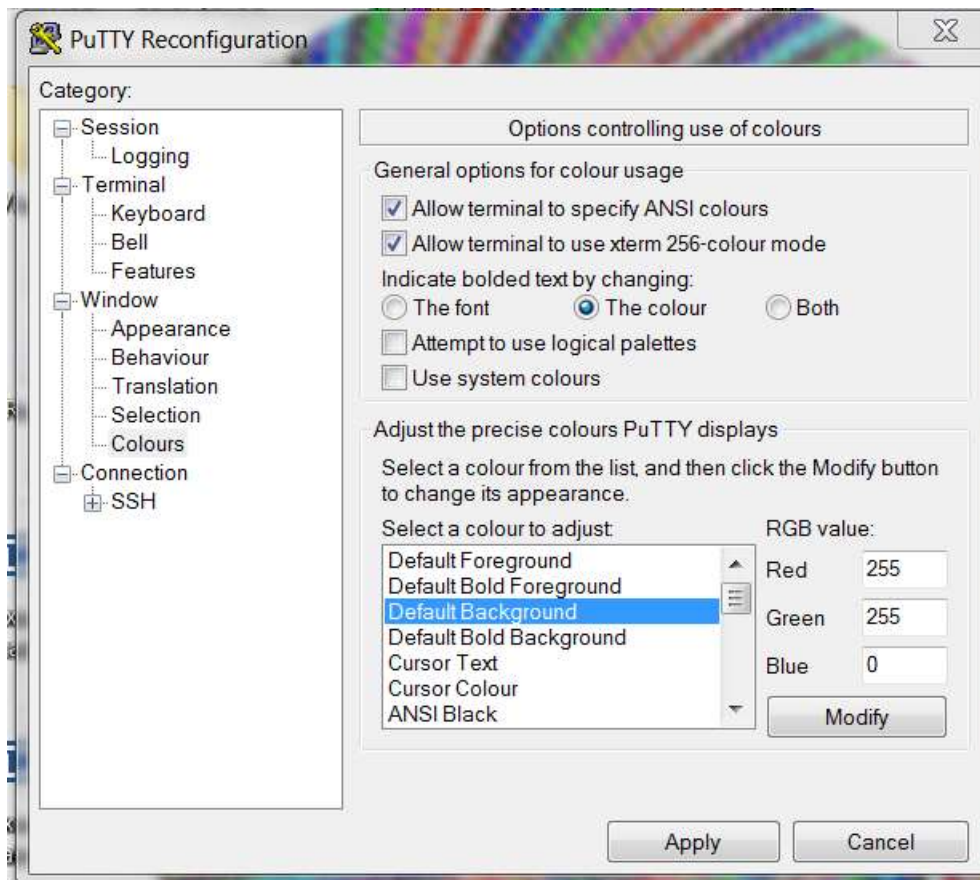 PuTTY Reconfiguration
Category:
Session
Logging
Terminal
Keyboard
Bell
Features
Window
Appearance
Behaviour
Translation
Selection
Colours
Connection
SSH
Options controlling use of colours
General options for colour usage
Allow terminal to specify ANSI colours
Allow terminal to use xterm 256-colour mode
Indicate bolded text by changing:
The font The colour Both
Attempt to use logical palettes
Use system colours
Adjust the precise colours PuTTY displays
Select a colour from the list, and then click the Modify button
to change its appearance.
Select a colour to adjust:
Default Foreground
Default Bold Foreground
Default Background
Default Bold Background
Cursor Text
Cursor Colour
ANSI Black
RGB value:
Red 255
Green 255
Blue 0
Modify
Apply Cancel